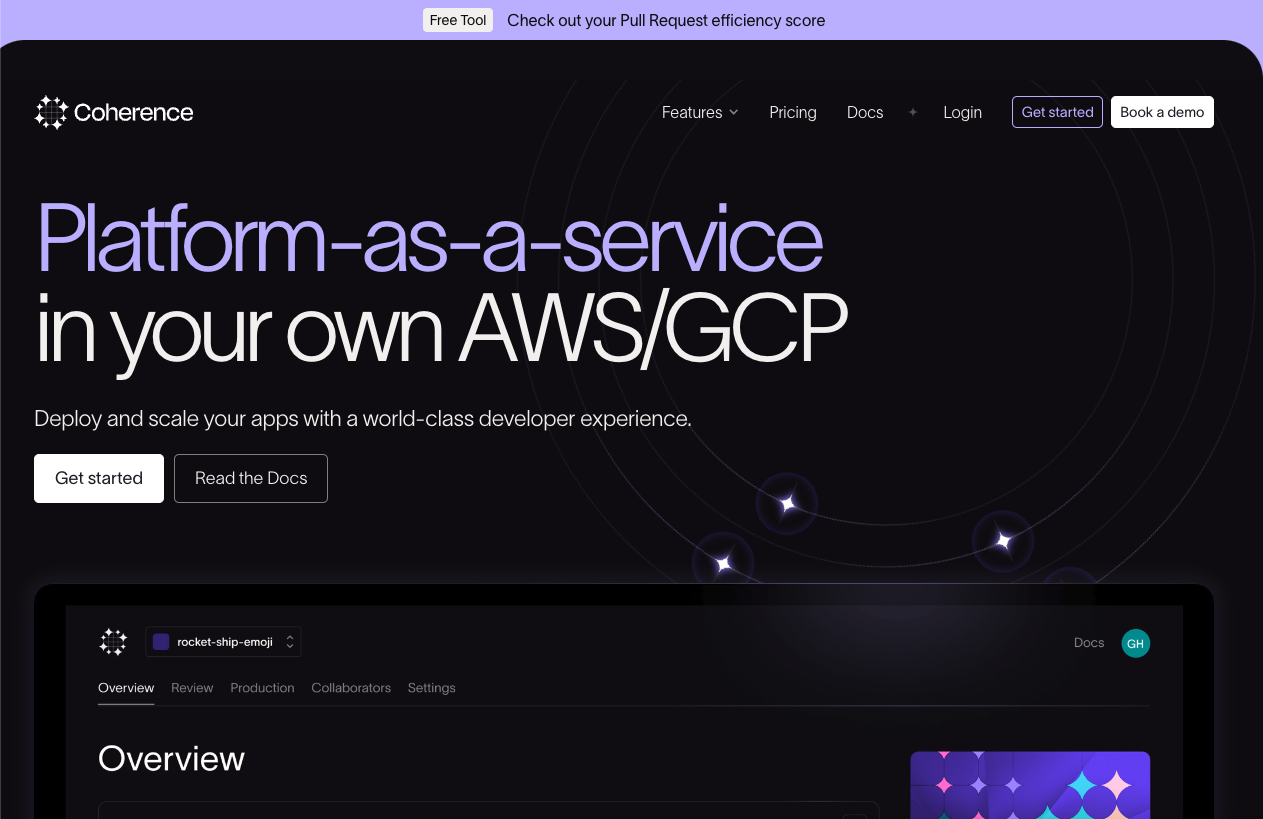 Free Tool Check out your Pull Request efficiency score
Coherence Features Pricing Docs Login Get started Book a demo
Platform-as-a-service
in your own AWS/GCP
Deploy and scale your apps with a world-class developer experience.
Get started Read the Docs
rocket-ship-emoji Docs GH
Overview Review Production Collaborators Settings
Overview